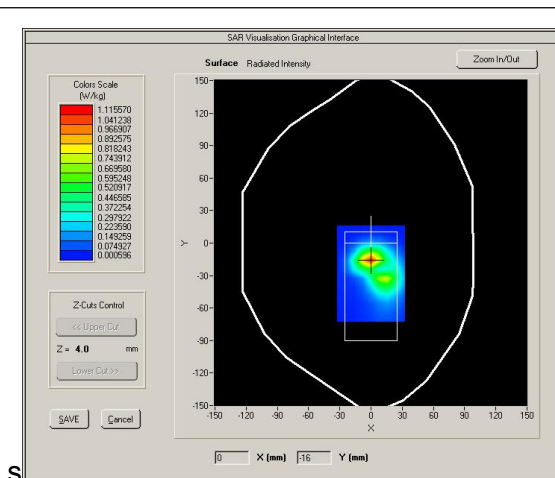 SAR Visualisation Graphical Interface
Surface Radiated Intensity
Zoom In/Out
Colors Scale
(W/kg)
1.115570
1.041238
0.966907
0.892575
0.818243
0.743912
0.669580
0.595248
0.520917
0.446585
0.372254
0.297922
0.223590
0.149259
0.074927
0.000596
150-
120-
90-
60-
30-
0-
-30-
-60-
-90-
-120-
-150-
Y
-150 -120 -90 -60 -30 0 30 60 90 120 150
X
Z-Cuts Control
<< Upper Cut
Z = 4.0 mm
Lower Cut >>
SAVE Cancel
0 X (mm) -16 Y (mm)
S